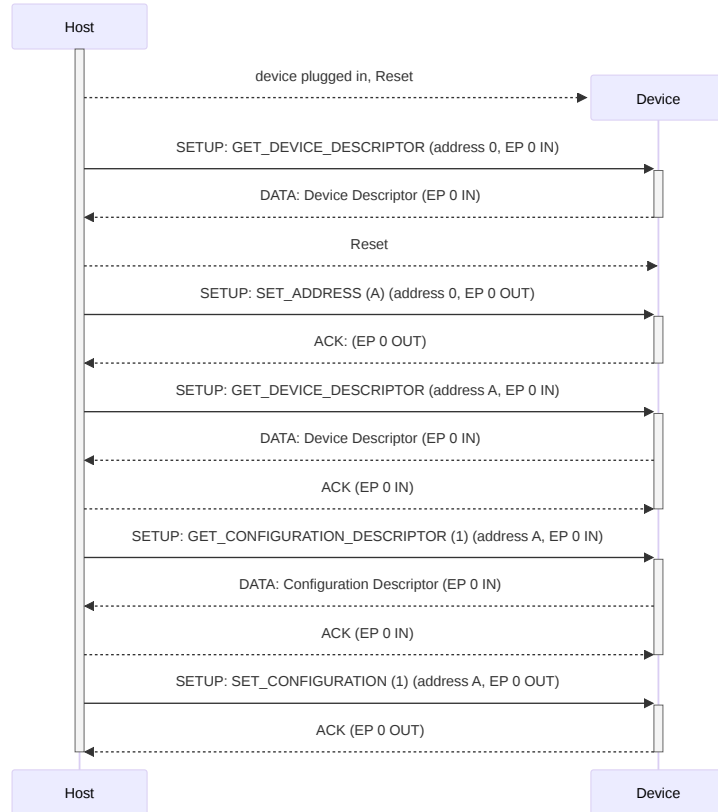 Host
device plugged in, Reset
Device
SETUP: GET_DEVICE_DESCRIPTOR (address 0, EP 0 IN)
DATA: Device Descriptor (EP 0 IN)
Reset
SETUP: SET_ADDRESS (A) (address 0, EP 0 OUT)
ACK: (EP 0 OUT)
SETUP: GET_DEVICE_DESCRIPTOR (address A, EP 0 IN)
DATA: Device Descriptor (EP 0 IN)
ACK (EP 0 IN)
SETUP: GET_CONFIGURATION_DESCRIPTOR (1) (address A, EP 0 IN)
DATA: Configuration Descriptor (EP 0 IN)
ACK (EP 0 IN)
SETUP: SET_CONFIGURATION (1) (address A, EP 0 OUT)
ACK (EP 0 OUT)
Host
Device